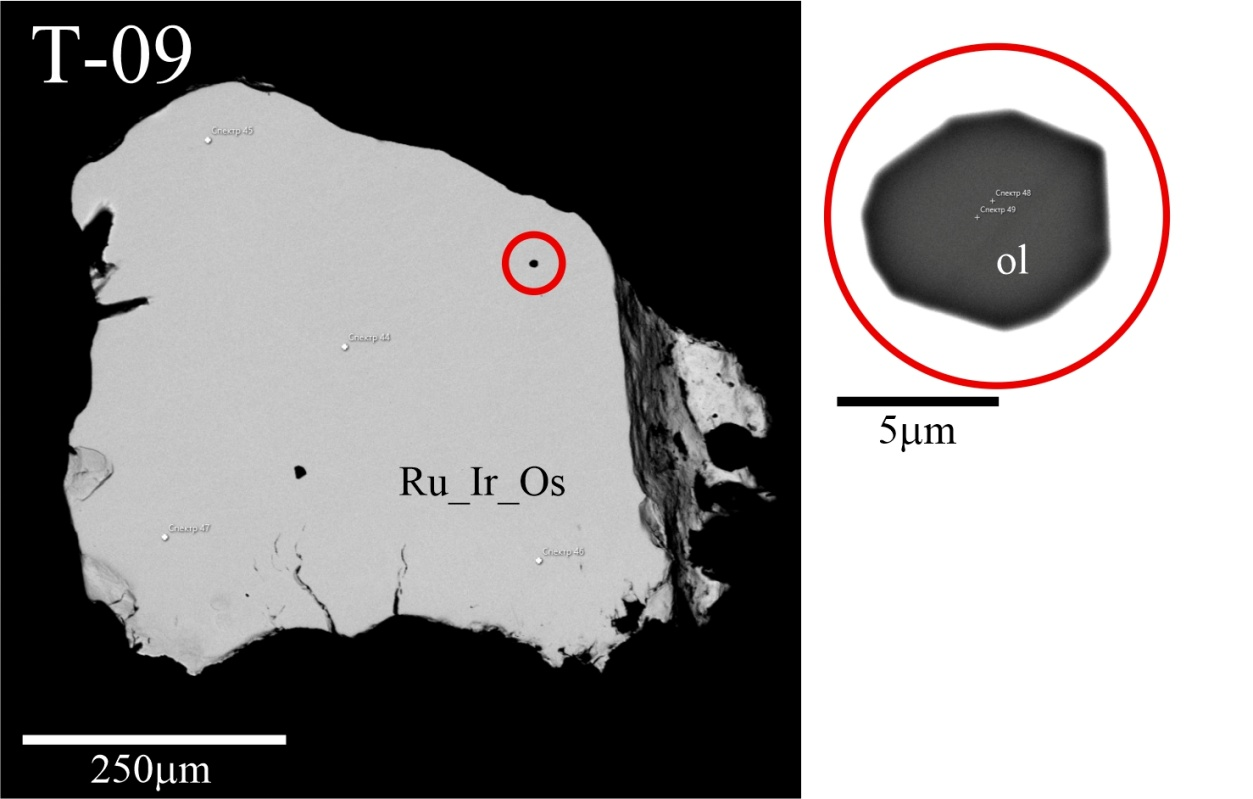 T-09
Спектр 45
Спектр 44
Ru_Ir_Os
Спектр 47
Спектр 46
250μm
Спектр 48
Спектр 49
ol
5μm